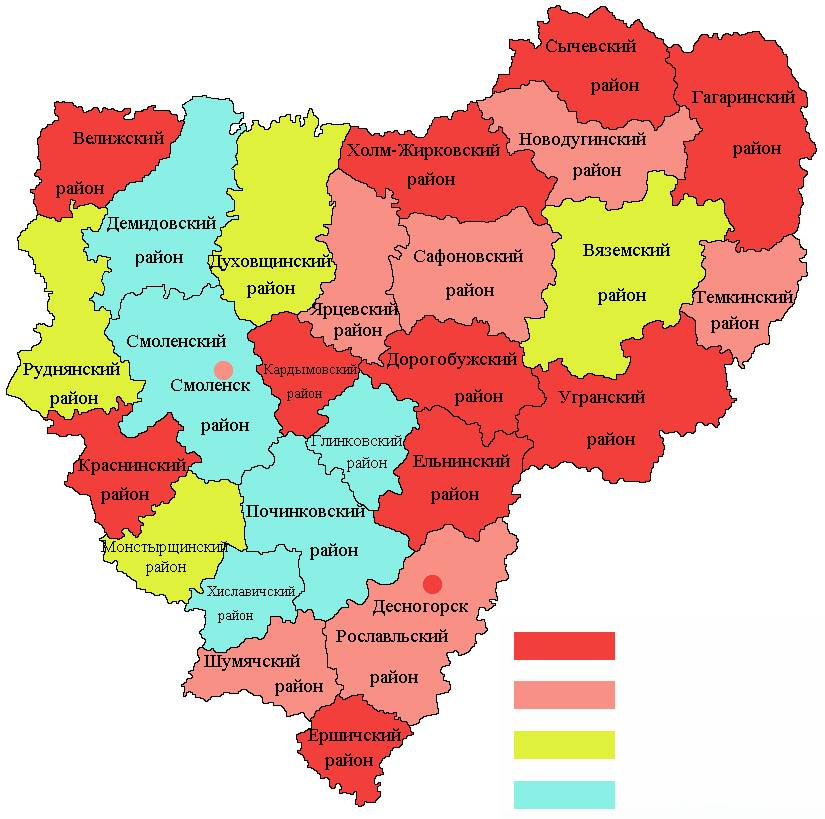 Сычевский
район
Гагаринский
район
Велижский
район
Холм-Жирковский
район
Новодугинский
район
Демидовский
район
Духовщинский
район
Сафоновский
район
Вяземский
район
Темкинский
район
Ярцевский
район
Смоленский
Смоленск
район
Руднянский
район
Кардымовский
район
Дорогобужский
район
Угранский
район
Глинковский
район
Ельнинский
район
Краснинский
район
Починковский
район
Монстырщинский
район
Хиславичский
район
Десногорск
Рославльский
район
Шумячский
район
Ершичский
район